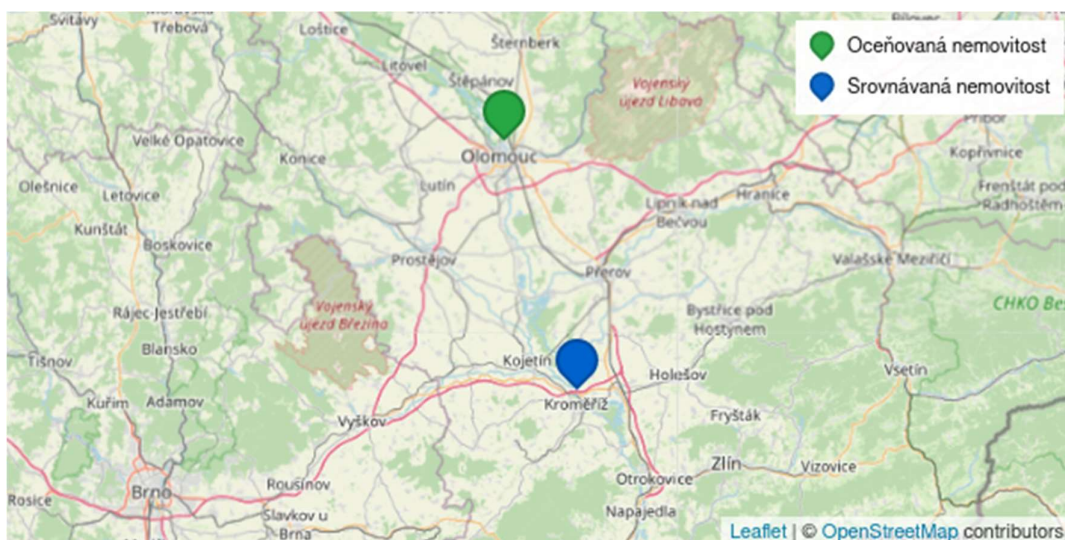 Svitavy
Třebová
Loštice
Šternberk
Oceňovaná nemovitost
Srovnávaná nemovitost
Litovel
Štěpánov
Vojenský
újezd Libavá
Velké Opatovice
Konice
Olomouc
Příbor
Kopřivnice
Olešnice
Letovice
Lutín
Lipník nad
Bečvou
Hranice
Frenštát pod
Radhoštěm
Kunštát
Boskovice
Prostějov
Přerov
Valašské Meziříčí
Rájec-Jestřebí
Vojenský
újezd Březina
Bystřice pod
Hostýnem
CHKO Bes
Tišnov
Blansko
Kojetín
Holešov
Vsetín
Kuřim
Adamov
Vyškov
Kroměříž
Fryšták
Zlín
Vizovice
Otrokovice
Rosice
Brno
Rousínov
Slavkov u
Brna
Napajedla
Leaflet | © OpenStreetMap contributors